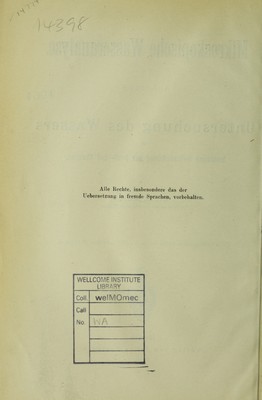 14398
Alle Rechte, insbesondere das der
Uebersetzung in fremde Sprachen, vorbehalten.
WELLCOME INSTITUTE
LIBRARY
Coll. welMOmec
Call
No. WA